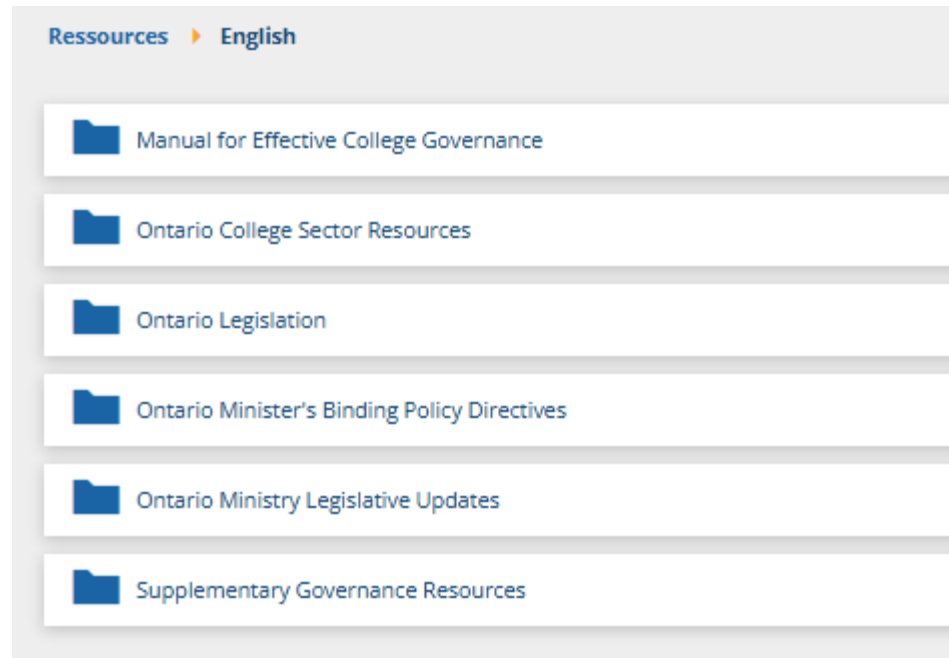 Ressources English
Manual for Effective College Governance
Ontario College Sector Resources
Ontario Legislation
Ontario Minister's Binding Policy Directives
Ontario Ministry Legislative Updates
Supplementary Governance Resources